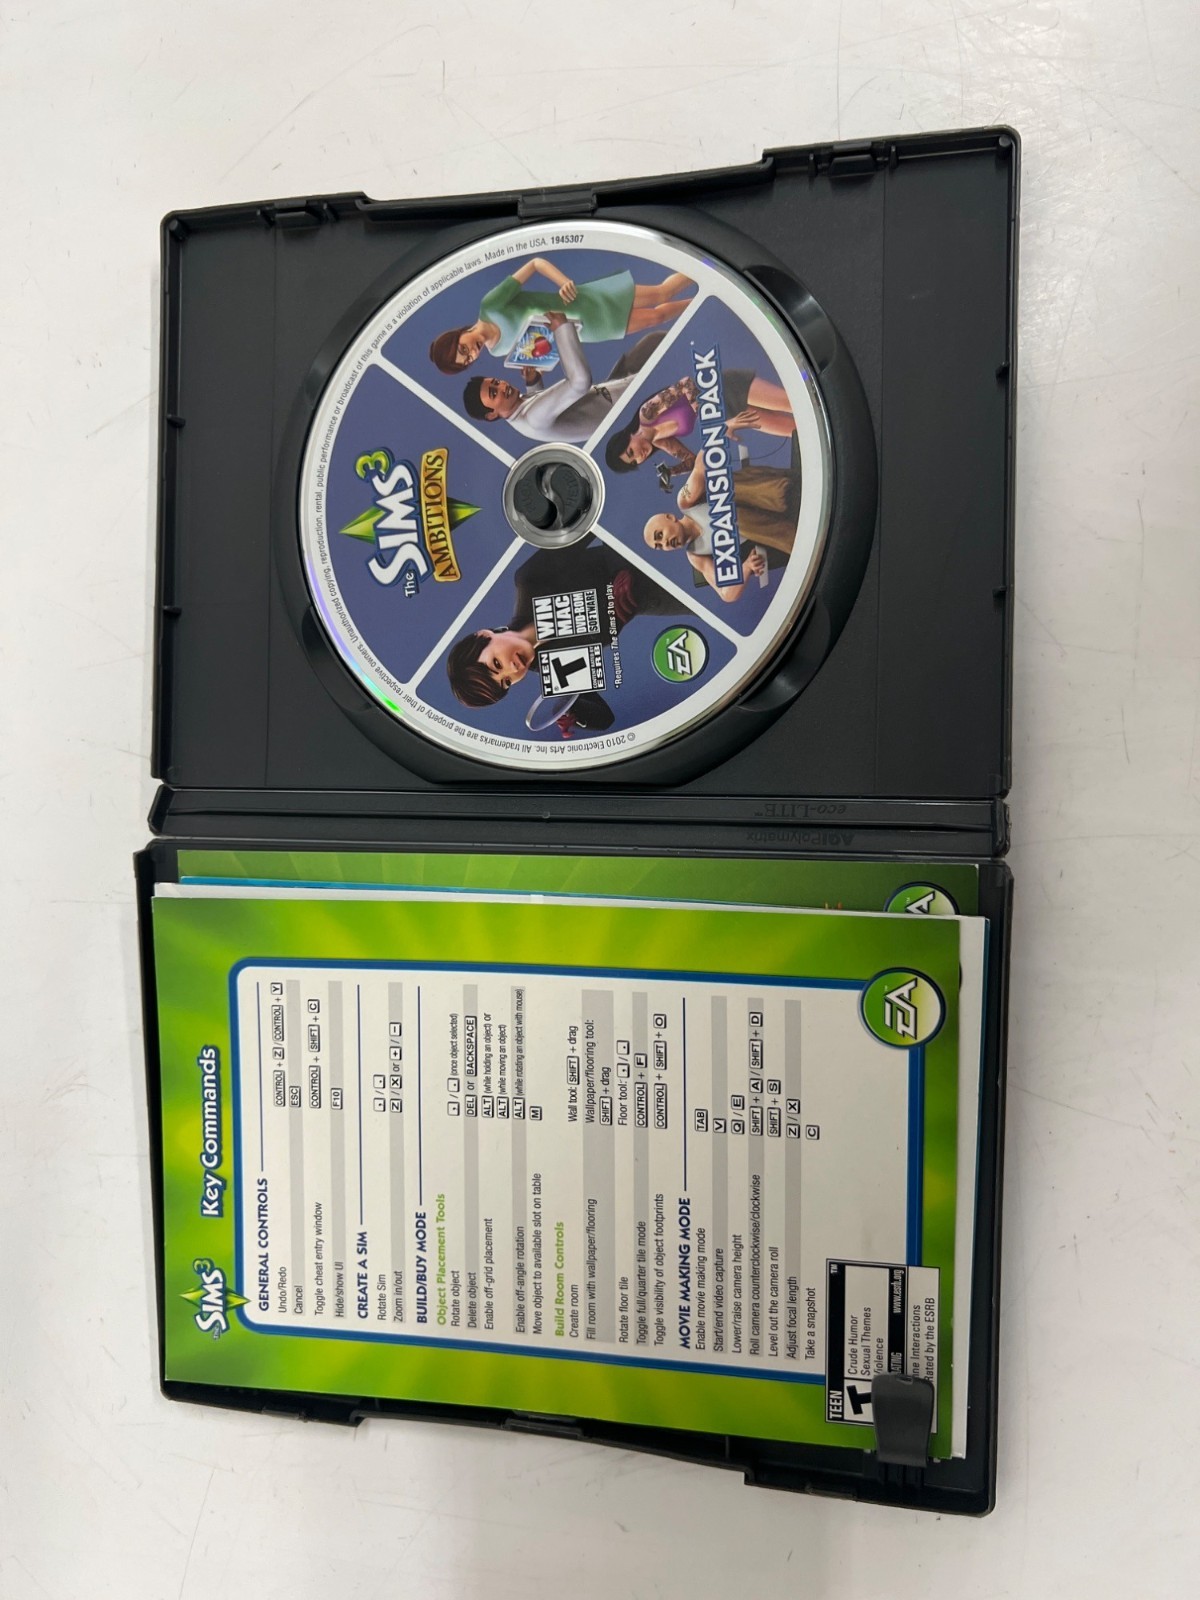 The SIMS 3
Key Commands
GENERAL CONTROLS
Undo/Redo CONTROL + Z / CONTROL + Y
Cancel ESC
Toggle cheat entry window CONTROL + SHIFT + C
Hide/show UI F10
CREATE A SIM
Rotate Sim , / .
Zoom in/out Z / X or + / –
BUILD/BUY MODE
Object Placement Tools
Rotate object , / . (once object selected)
Delete object DEL or BACKSPACE
Enable off-grid placement ALT (while holding an object) or
ALT (while moving an object)
Enable off-angle rotation ALT (while rotating an object with mouse)
Move object to available slot on table M
Build Room Controls
Create room Wall tool: SHIFT + drag
Fill room with wallpaper/flooring Wallpaper/flooring tool:
SHIFT + drag
Rotate floor tile Floor tool: , / .
Toggle full/quarter tile mode CONTROL + F
Toggle visibility of object footprints CONTROL + SHIFT + O
MOVIE MAKING MODE
Enable movie making mode TAB
Start/end video capture V
Lower/raise camera height Q / E
Roll camera counterclockwise/clockwise SHIFT + A / SHIFT + D
Level out the camera roll SHIFT + S
Adjust focal length Z / X
Take a snapshot C
TEEN
T
Crude Humor
Sexual Themes
Violence
www.esrb.org
Rated by the ESRB
EA
EA
AGI Polymatrix
eco-LITE™
The SIMS 3
AMBITIONS
EXPANSION PACK
TEEN
T
CONTENT RATED BY
ESRB
WIN
MAC
DVD-ROM
SOFTWARE
*Requires The Sims 3 to play.
EA
© 2010 Electronic Arts Inc. All trademarks are the property of their respective owners. Unauthorized copying, reproduction, rental, public performance or broadcast of this game is a violation of applicable laws. Made in the USA. 1945307